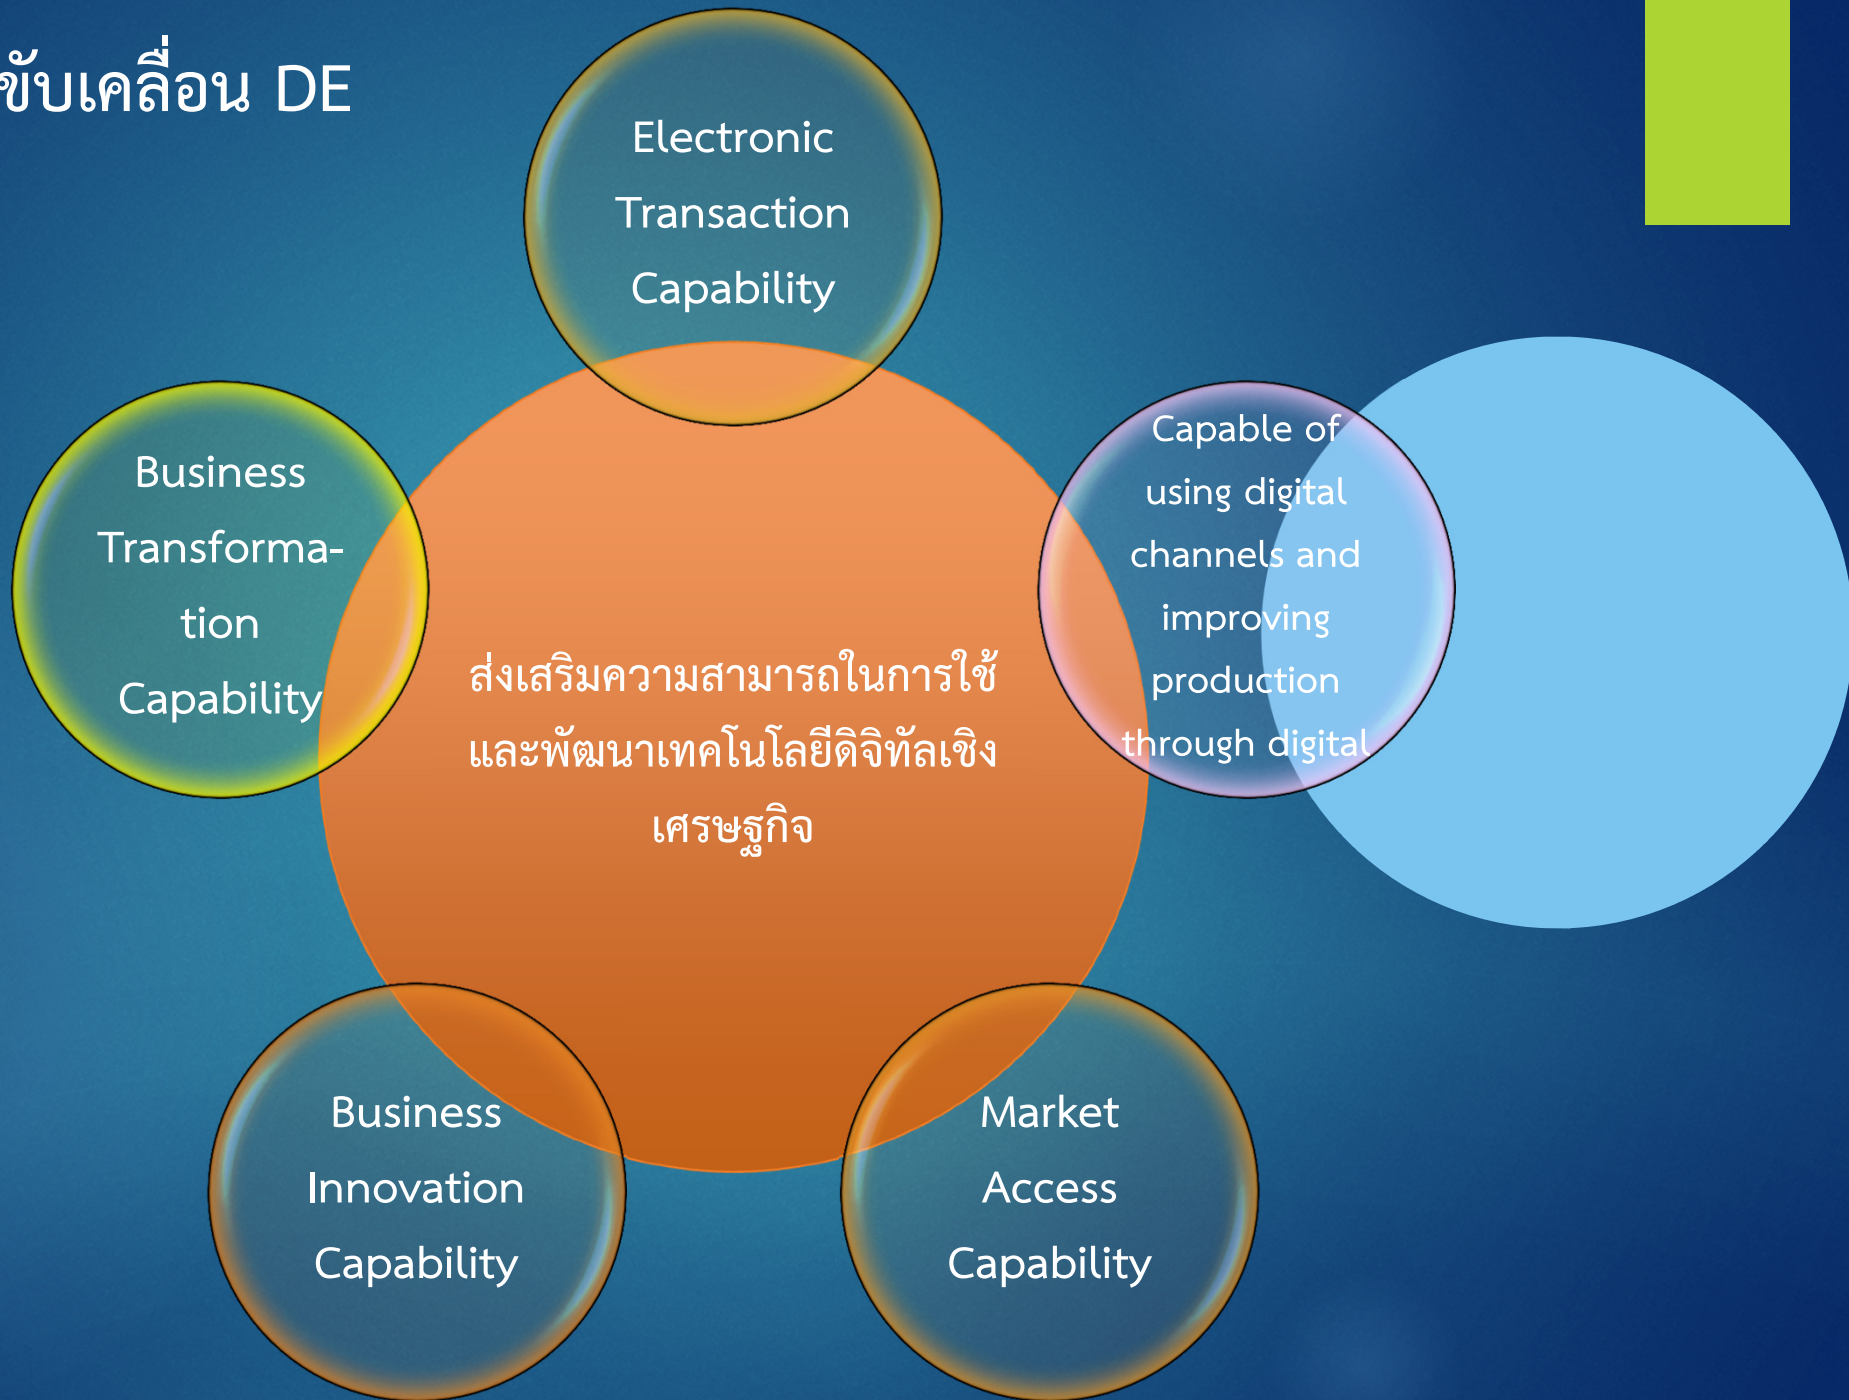 ขับเคลื่อน DE
Electronic
Transaction
Capability
Capable of
using digital
channels and
improving
production
through digital
Business
Transforma-
tion
Capability
ส่งเสริมความสามารถในการใช้
และพัฒนาเทคโนโลยีดิจิทัลเชิง
เศรษฐกิจ
Business
Innovation
Capability
Market
Access
Capability